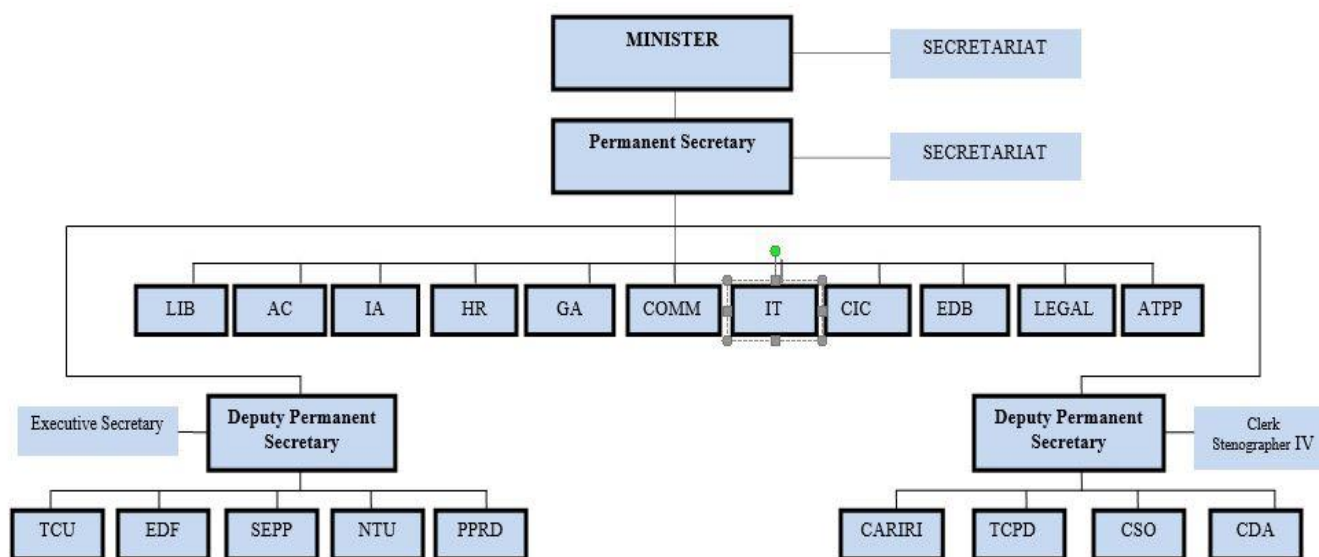 MINISTER
SECRETARIAT
Permanent Secretary
SECRETARIAT
LIB
AC
IA
HR
GA
COMM
IT
CIC
EDB
LEGAL
ATPP
Executive Secretary
Deputy Permanent
Secretary
Deputy Permanent
Secretary
Clerk
Stenographer IV
TCU
EDF
SEPP
NTU
PPRD
CARIRI
TCPD
CSO
CDA